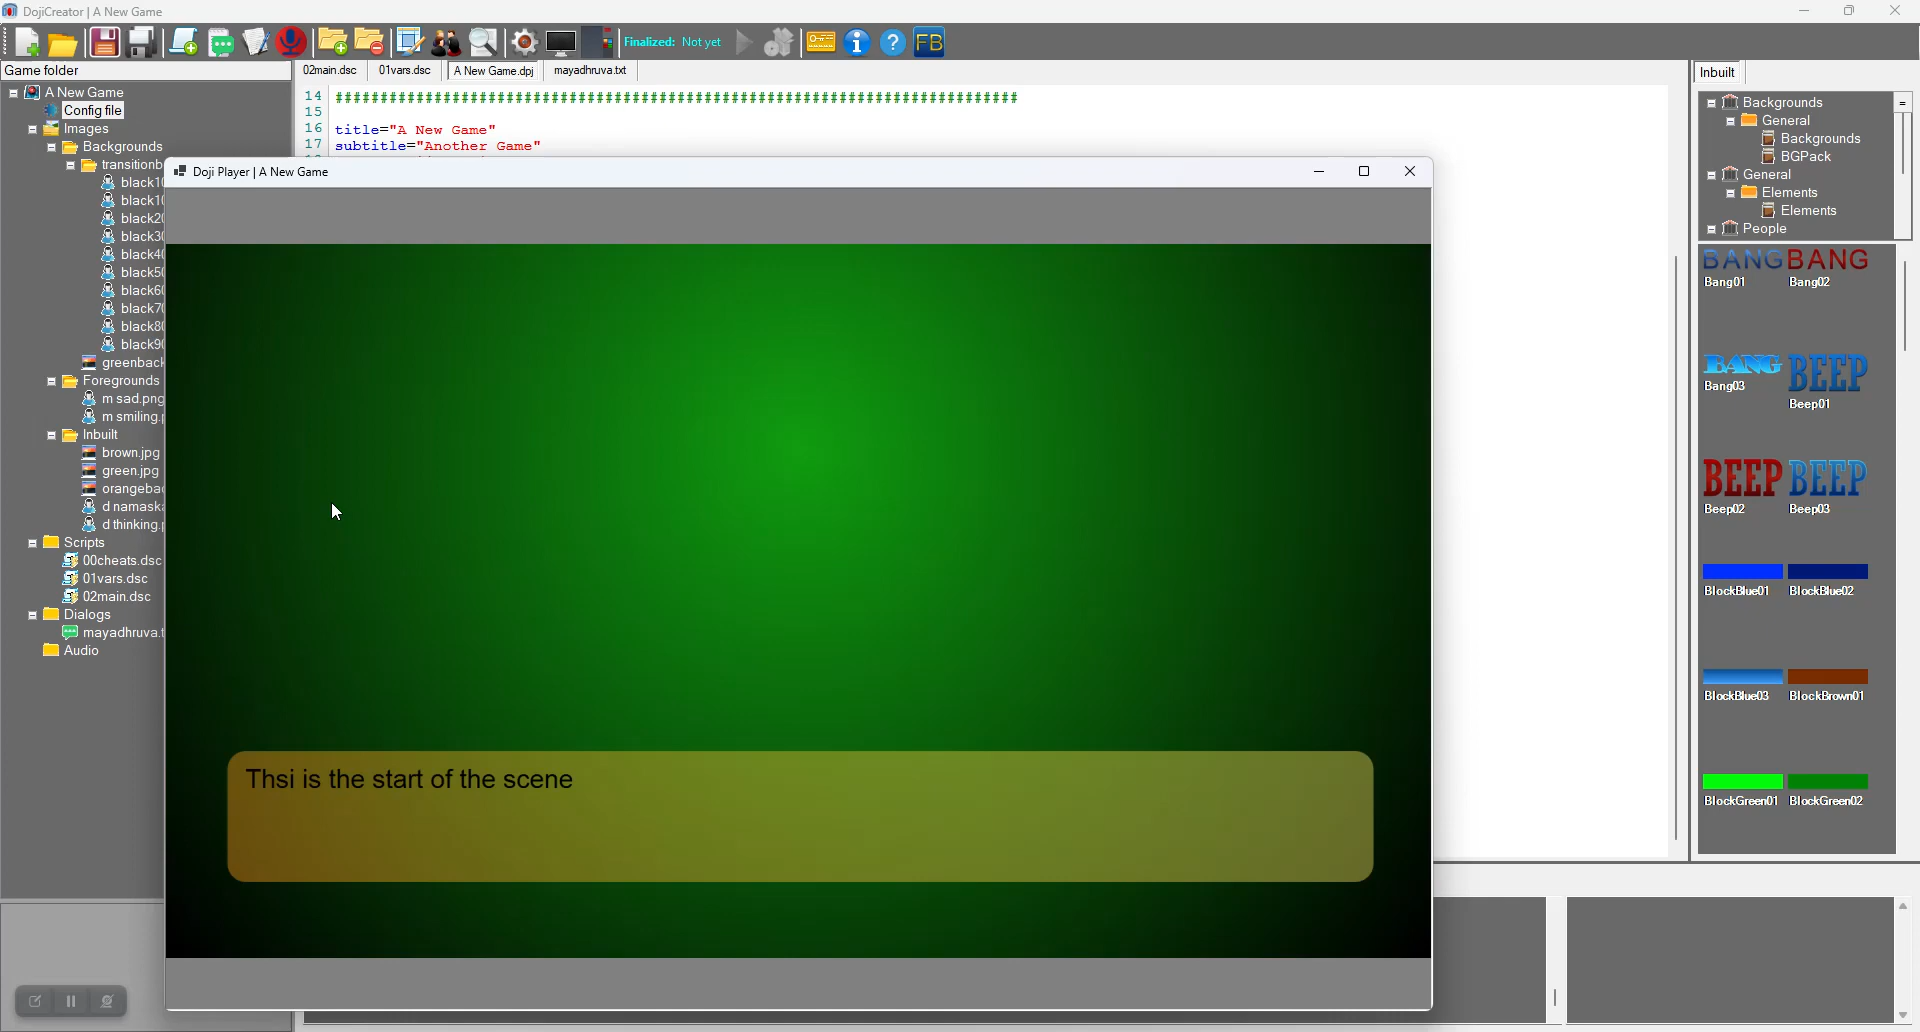 DojiCreator | A New Game
Finalized: Not yet
FB
Game folder
02main.dsc
01vars.dsc
A New Game.dpj
mayadhruva.txt
Inbuilt
A New Game
Config file
Images
Backgrounds
Foregrounds
m sad.png
m smiling.
Inbuilt
brown.jpg
green.jpg
Scripts
00cheats.dsc
01vars.dsc
02main.dsc
Dialogs
mayadhruva.t
Audio
14 ############################################################################
15
16 title="A New Game"
17 subtitle="Another Game"
Doji Player | A New Game
Thsi is the start of the scene
Backgrounds
General
Backgrounds
BGPack
General
Elements
Elements
People
BANG BANG
Bang01 Bang02
BANG BEEP
Bang03 Beep01
BEEP BEEP
Beep02 Beep03
BlockBlue01 BlockBlue02
BlockBlue03 BlockBrown01
BlockGreen01 BlockGreen02